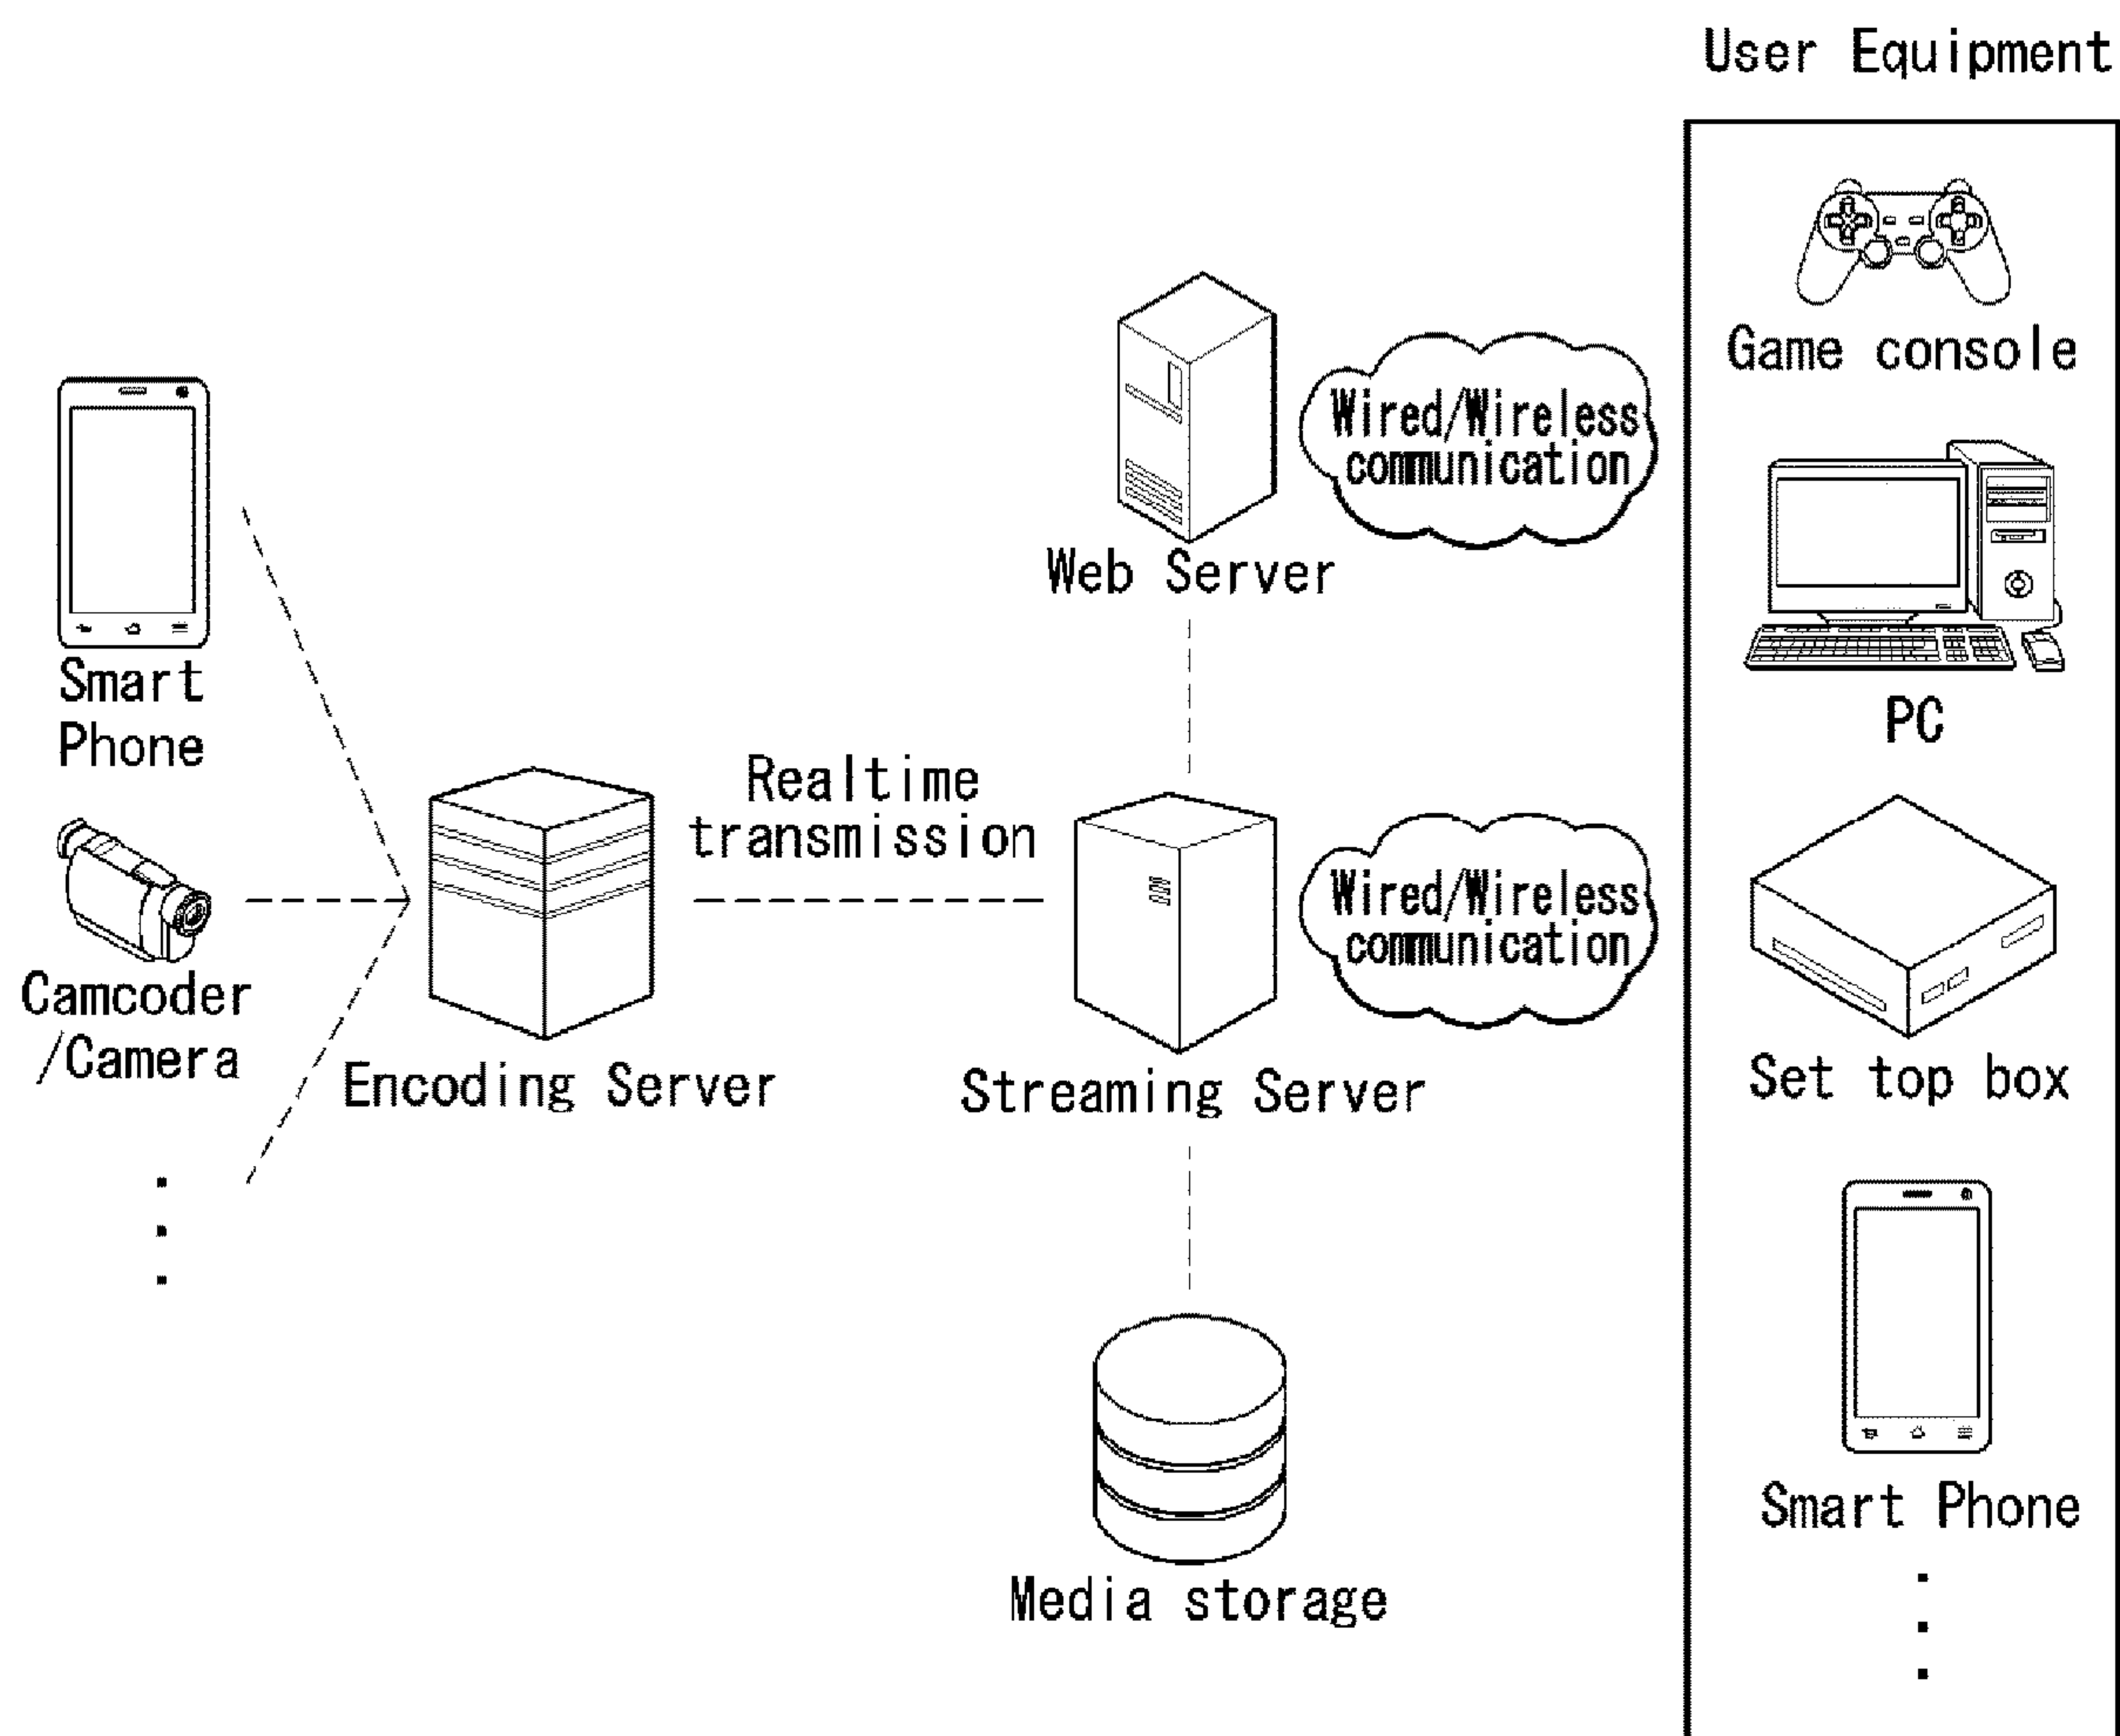 User Equipment
Game console
Wired/Wireless
communication
Web Server
Smart
Phone
PC
Realtime
transmission
Wired/Wireless
communication
Camcoder
/Camera
Encoding Server
Streaming Server
Set top box
Smart Phone
Media storage